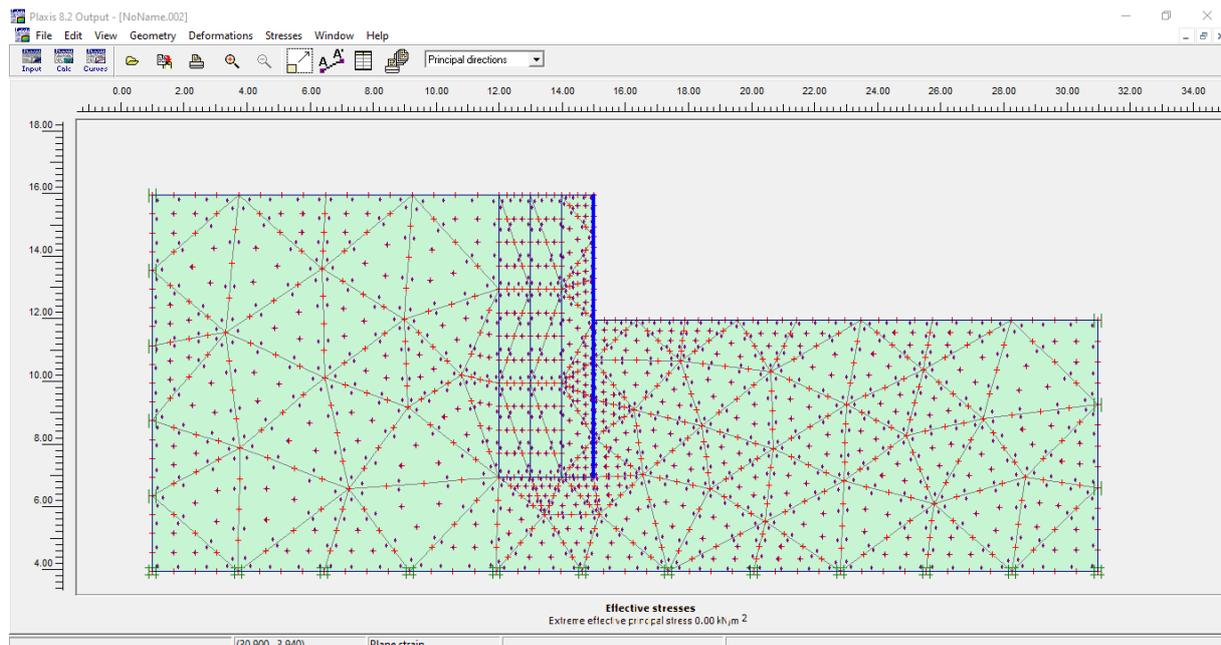 Plaxis 8.2 Output - [NoName.002]
File Edit View Geometry Deformations Stresses Window Help
Input Calc Curves A A' Principal directions
0.00 2.00 4.00 6.00 8.00 10.00 12.00 14.00 16.00 18.00 20.00 22.00 24.00 26.00 28.00 30.00 32.00 34.00
18.00
16.00
14.00
12.00
10.00
8.00
6.00
4.00
Effective stresses
Extreme effective principal stress 0.00 kN/m 2
Plane strain